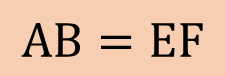 AB = EF